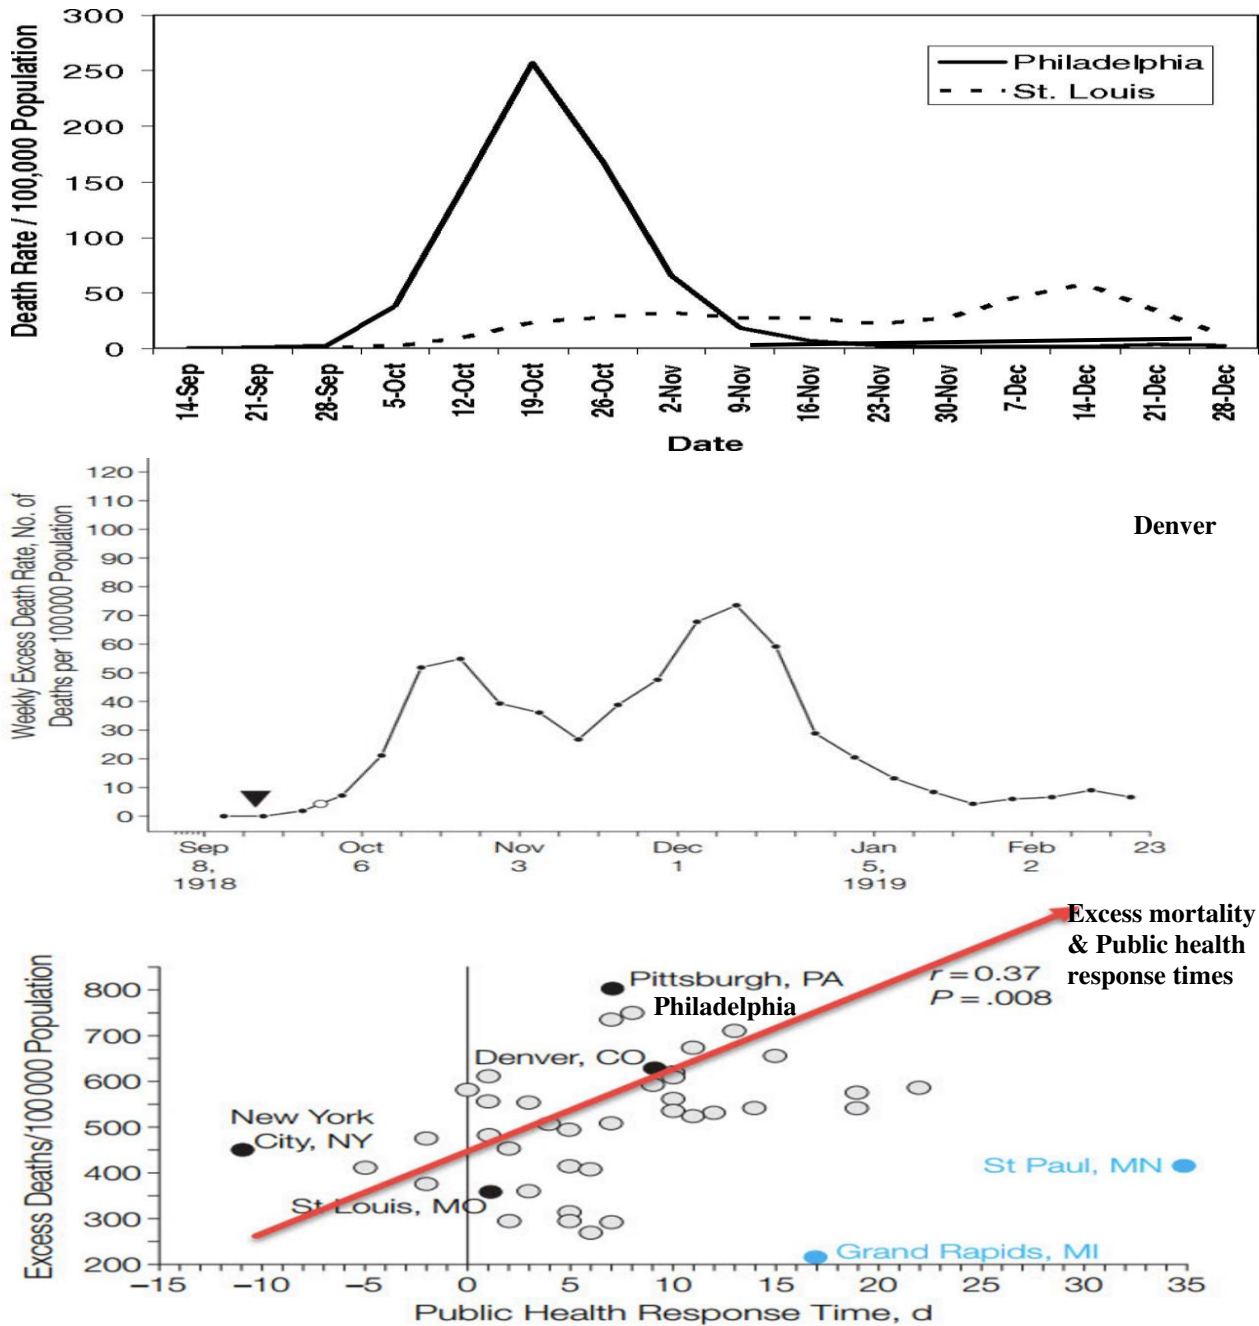 Death Rate / 100,000 Population
300
250
200
150
100
50
0
Philadelphia
St. Louis
14-Sep
21-Sep
28-Sep
5-Oct
12-Oct
19-Oct
26-Oct
2-Nov
9-Nov
16-Nov
23-Nov
30-Nov
7-Dec
14-Dec
21-Dec
28-Dec
Date
Weekly Excess Death Rate, No. of
Deaths per 100 000 Population
120
110
100
90
80
70
60
50
40
30
20
10
0
Denver
Sep
8,
1918
Oct
6
Nov
3
Dec
1
Jan
5,
1919
Feb
2
23
Excess mortality
& Public health
response times
r = 0.37
P = .008
Excess Deaths/100 000 Population
800
700
600
500
400
300
200
Pittsburgh, PA
Philadelphia
Denver, CO
New York
City, NY
St Louis, MO
St Paul, MN
Grand Rapids, MI
−15
−10
−5
0
5
10
15
20
25
30
35
Public Health Response Time, d